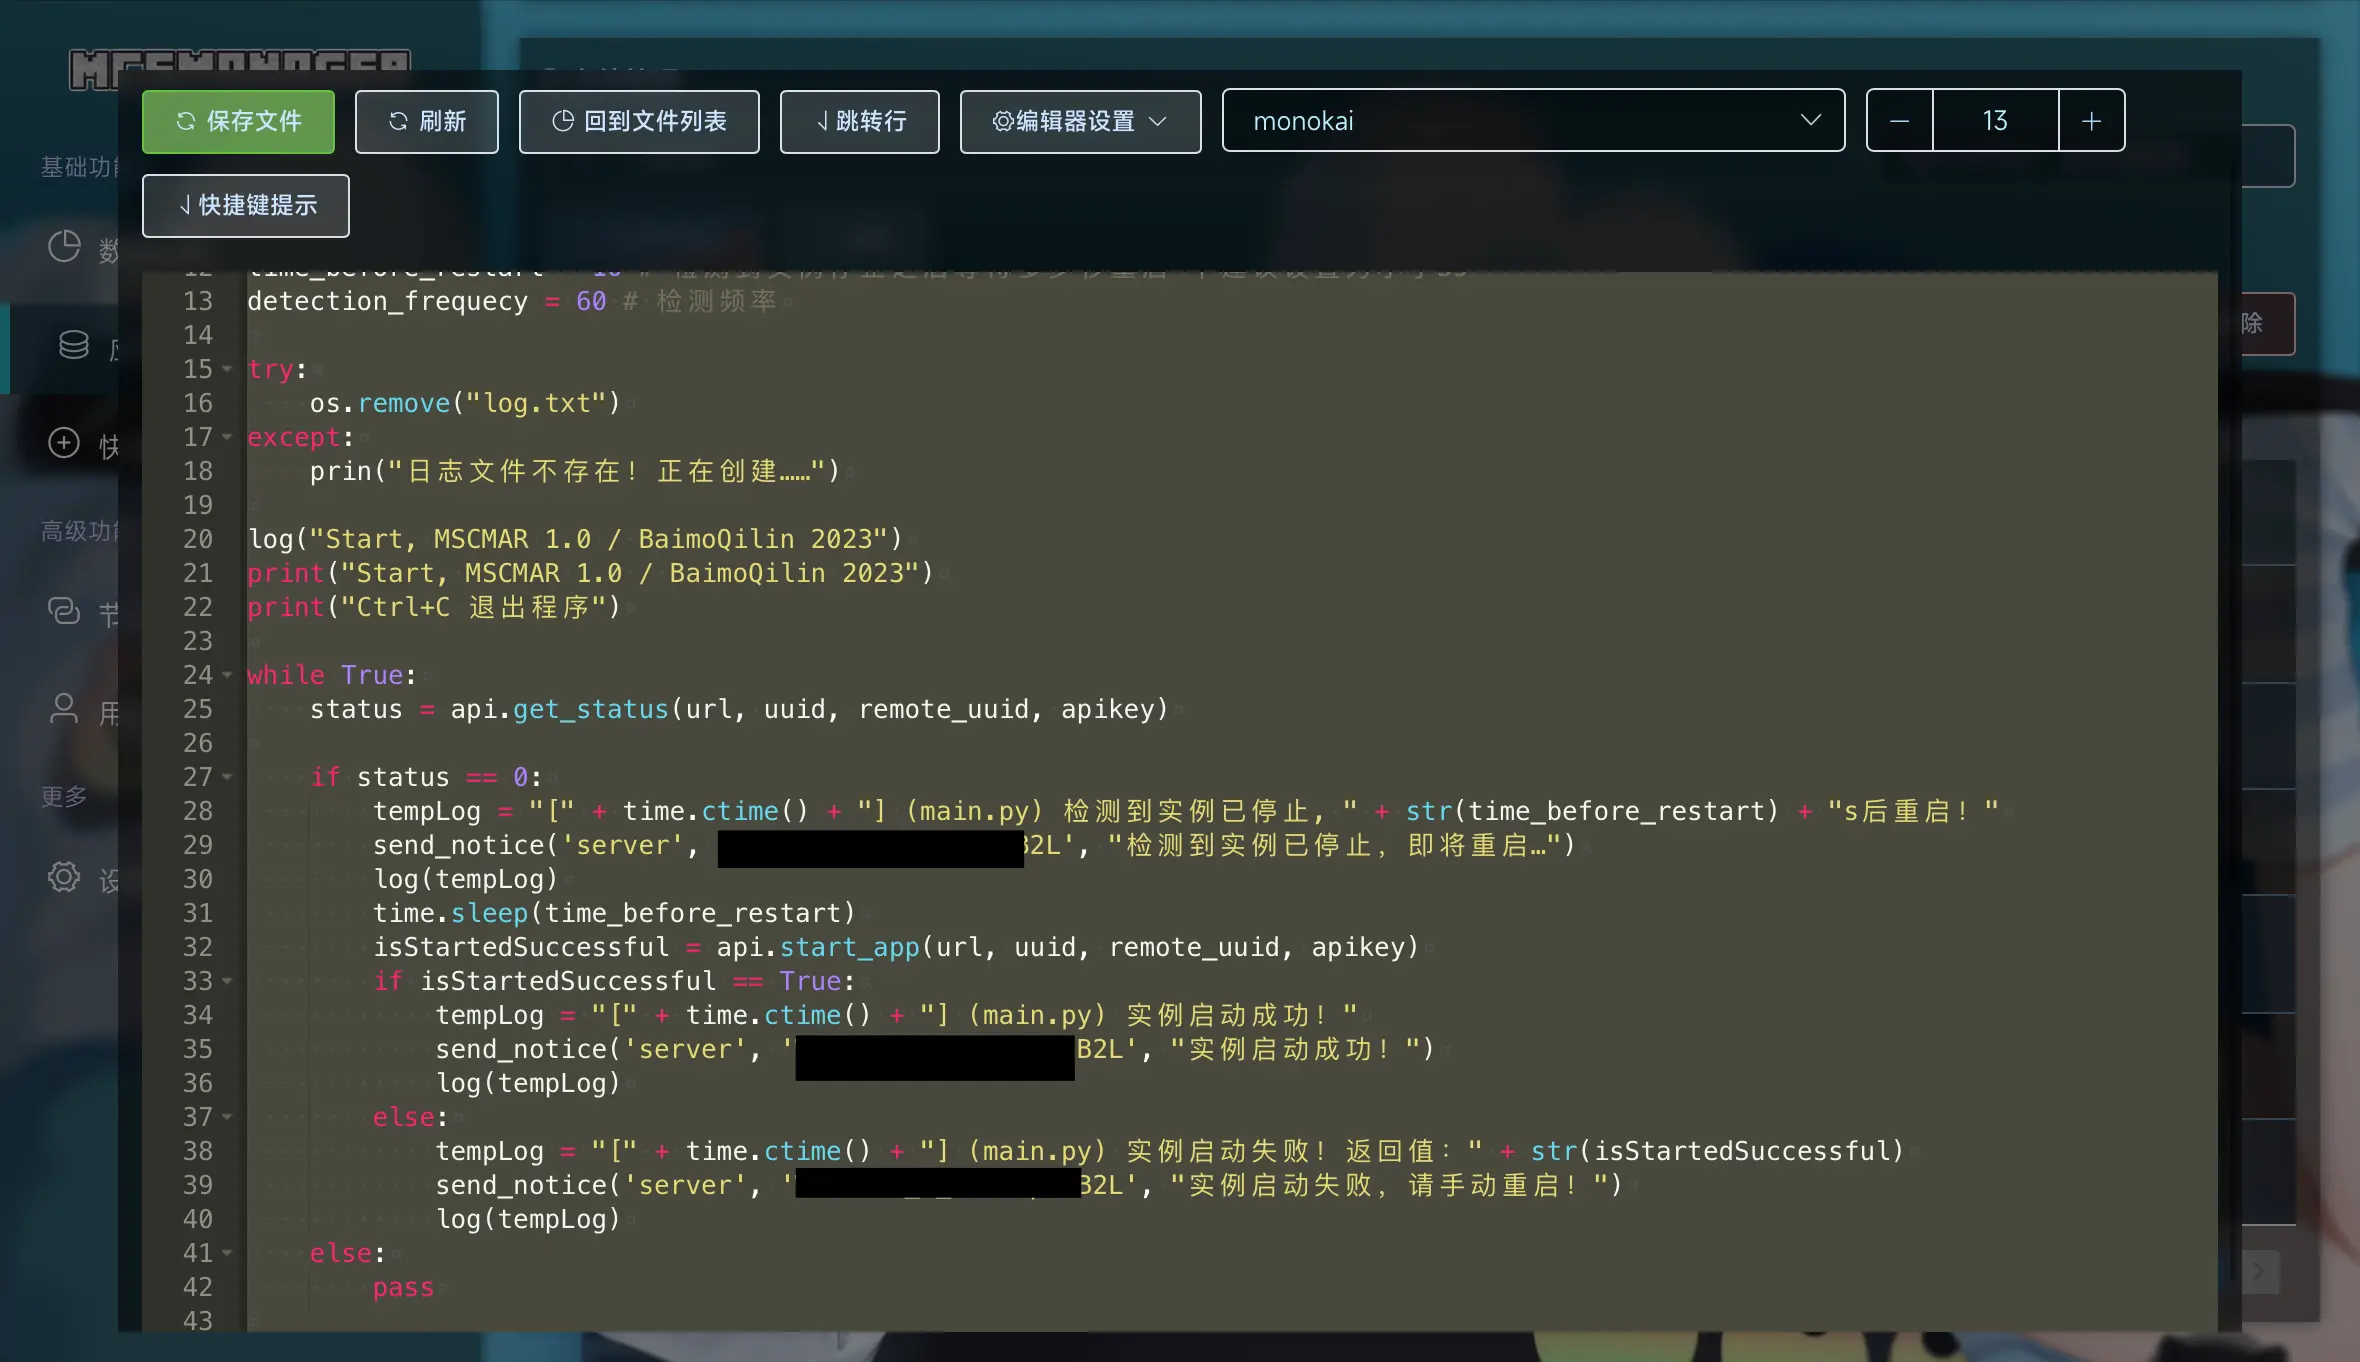 MCSMANAGER
保存文件 刷新 回到文件列表 跳转行 编辑器设置 monokai 13
快捷键提示
基础功能
数
应
除
快
高级功能
节
用
更多
设
12 time_before_restart = 10 #
13 detection_frequecy = 60 # 检测频率
14
15 try:
16     os.remove("log.txt")
17 except:
18     prin("日志文件不存在！正在创建……")
19
20 log("Start, MSCMAR 1.0 / BaimoQilin 2023")
21 print("Start, MSCMAR 1.0 / BaimoQilin 2023")
22 print("Ctrl+C 退出程序")
23
24 while True:
25     status = api.get_status(url, uuid, remote_uuid, apikey)
26
27     if status == 0:
28         tempLog = "[" + time.ctime() + "] (main.py) 检测到实例已停止，" + str(time_before_restart) + "s后重启！"
29         send_notice('server', B2L', "检测到实例已停止，即将重启…")
30         log(tempLog)
31         time.sleep(time_before_restart)
32         isStartedSuccessful = api.start_app(url, uuid, remote_uuid, apikey)
33         if isStartedSuccessful == True:
34             tempLog = "[" + time.ctime() + "] (main.py) 实例启动成功！"
35             send_notice('server', ' B2L', "实例启动成功！")
36             log(tempLog)
37         else:
38             tempLog = "[" + time.ctime() + "] (main.py) 实例启动失败！返回值：" + str(isStartedSuccessful)
39             send_notice('server', ' B2L', "实例启动失败，请手动重启！")
40             log(tempLog)
41     else:
42         pass
43